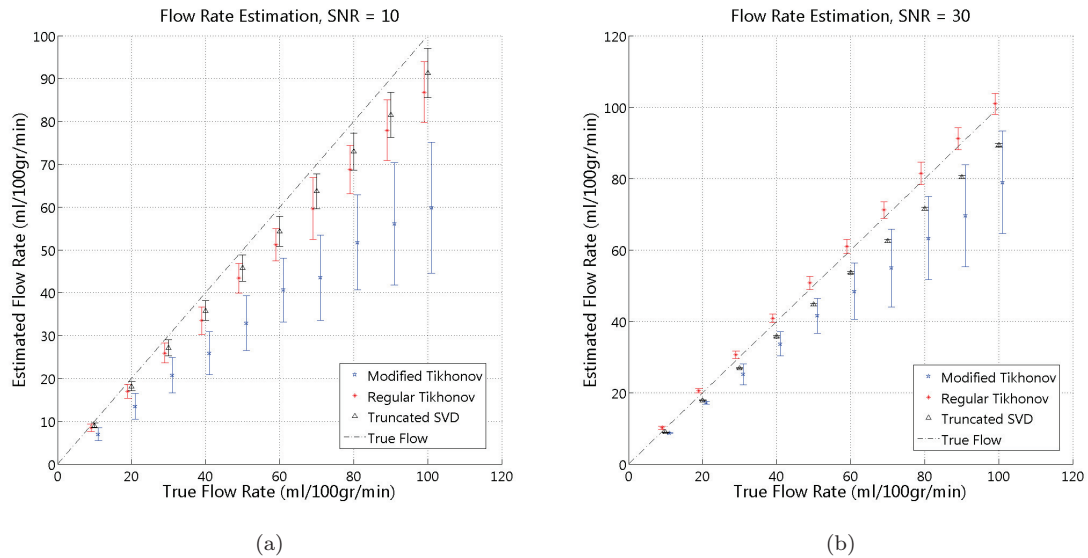 Flow Rate Estimation, SNR = 10
100
90
80
70
60
50
40
30
20
10
0
Estimated Flow Rate (ml/100gr/min)
Modified Tikhonov
Regular Tikhonov
Truncated SVD
True Flow
0 20 40 60 80 100 120
True Flow Rate (ml/100gr/min)
(a)
Flow Rate Estimation, SNR = 30
120
100
80
60
40
20
0
Estimated Flow Rate (ml/100gr/min)
Modified Tikhonov
Regular Tikhonov
Truncated SVD
True Flow
0 20 40 60 80 100 120
True Flow Rate (ml/100gr/min)
(b)